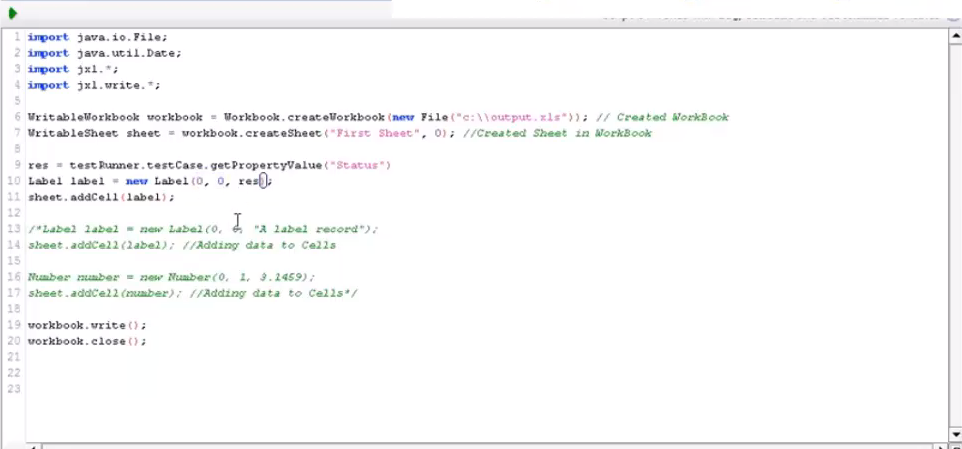 1 import java.io.File;
2 import java.util.Date;
3 import jxl.*;
4 import jxl.write.*;
5
6 WritableWorkbook workbook = Workbook.createWorkbook(new File("c:\\output.xls")); // Created WorkBook
7 WritableSheet sheet = workbook.createSheet("First Sheet", 0); //Created Sheet in WorkBook
8
9 res = testRunner.testCase.getPropertyValue("Status")
10 Label label = new Label(0, 0, res);
11 sheet.addCell(label);
12
13 /*Label label = new Label(0, 0, "A label record");
14 sheet.addCell(label); //Adding data to Cells
15
16 Number number = new Number(0, 1, 3.1459);
17 sheet.addCell(number); //Adding data to Cells*/
18
19 workbook.write();
20 workbook.close();
21
22
23